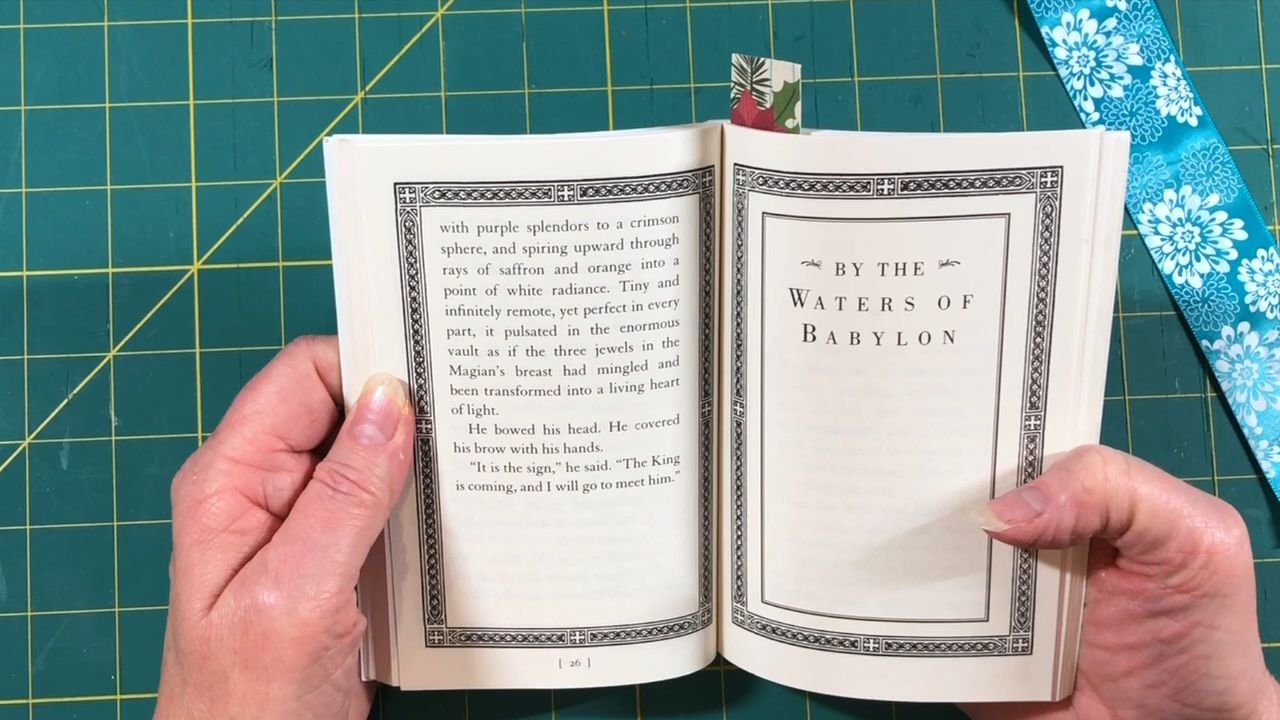 with purple splendors to a crimson
sphere, and spiring upward through
rays of saffron and orange into a
point of white radiance. Tiny and
infinitely remote, yet perfect in every
part, it pulsated in the enormous
vault as if the three jewels in the
Magian’s breast had mingled and
been transformed into a living heart
of light.
He bowed his head. He covered
his brow with his hands.
“It is the sign,” he said. “The King
is coming, and I will go to meet him.”
[ 26 ]
BY THE
WATERS OF
BABYLON